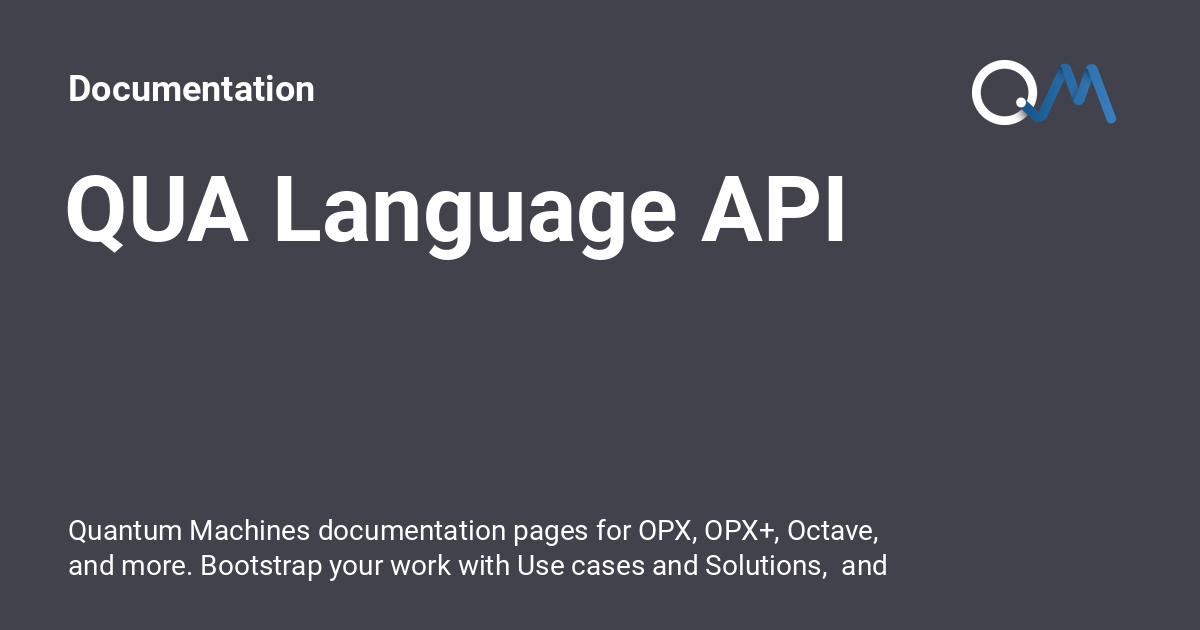 Documentation
QM
QUA Language API
Quantum Machines documentation pages for OPX, OPX+, Octave,
and more. Bootstrap your work with Use cases and Solutions,  and